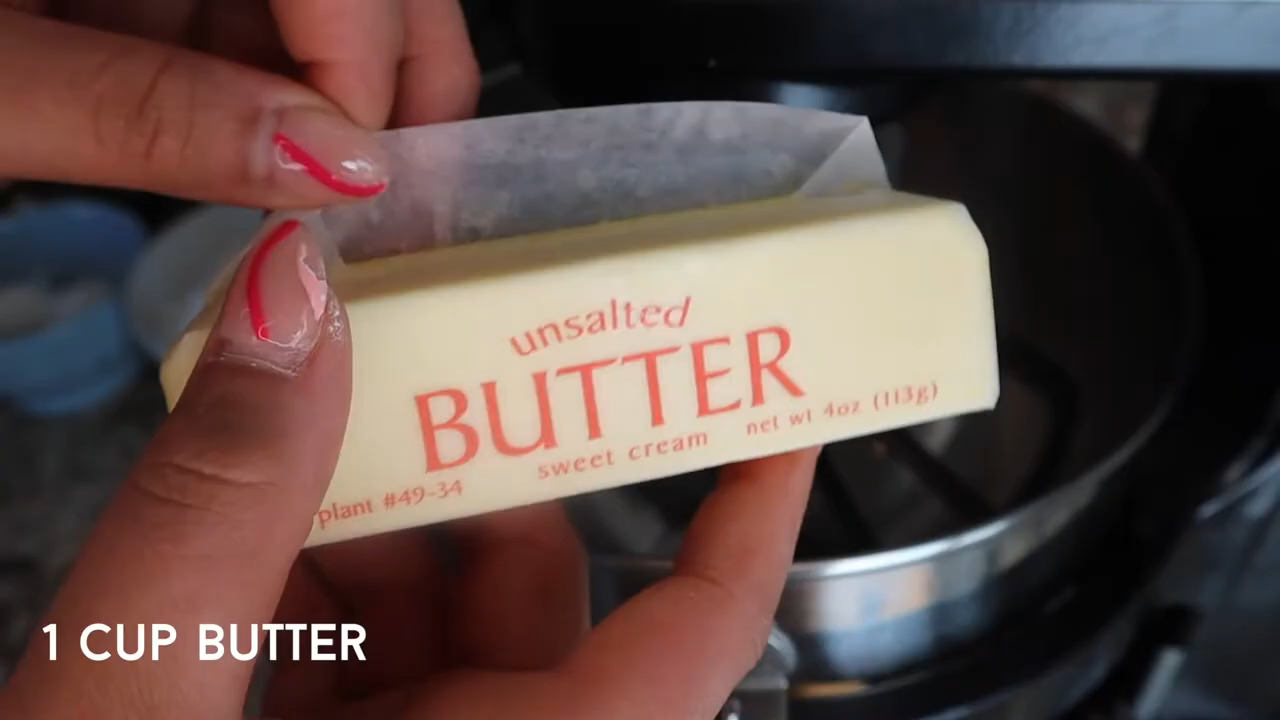 unsalted
BUTTER
sweet cream
net wt 4oz (113g)
plant #49-34
1 CUP BUTTER